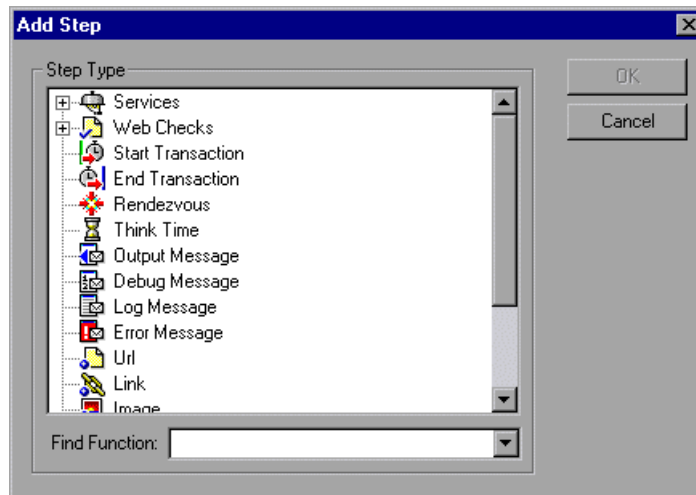 Add Step
Step Type
OK
Cancel
Services
Web Checks
Start Transaction
End Transaction
Rendezvous
Think Time
Output Message
Debug Message
Log Message
Error Message
Url
Link
Image
Find Function: